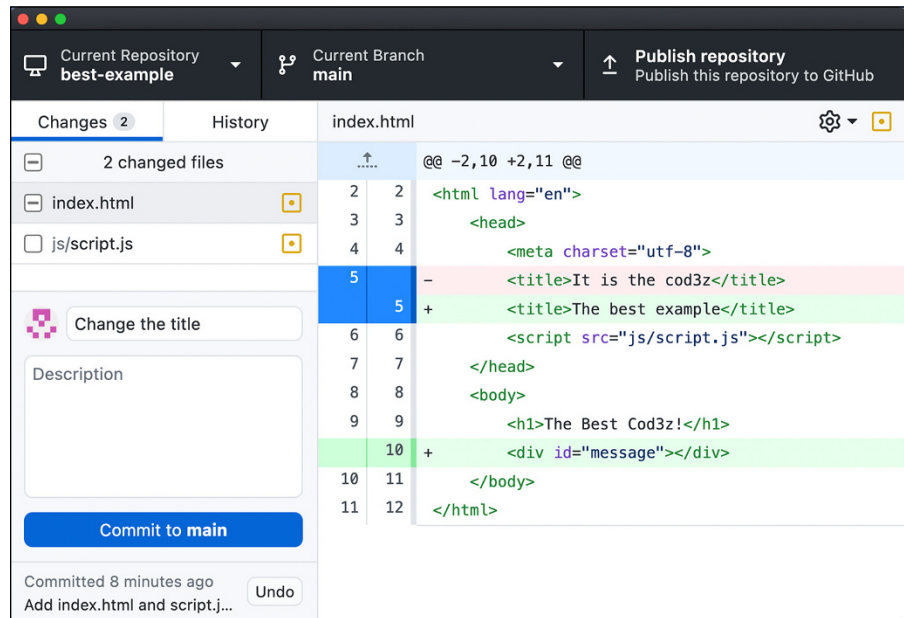 Current Repository
best-example
Current Branch
main
Publish repository
Publish this repository to GitHub
Changes 2
History
2 changed files
index.html
js/script.js
Change the title
Description
Commit to main
Committed 8 minutes ago
Add index.html and script.j...
Undo
index.html
@@ -2,10 +2,11 @@
2 2 <html lang="en">
3 3 <head>
4 4 <meta charset="utf-8">
5 - <title>It is the cod3z</title>
5 + <title>The best example</title>
6 6 <script src="js/script.js"></script>
7 7 </head>
8 8 <body>
9 9 <h1>The Best Cod3z!</h1>
10 + <div id="message"></div>
10 11 </body>
11 12 </html>